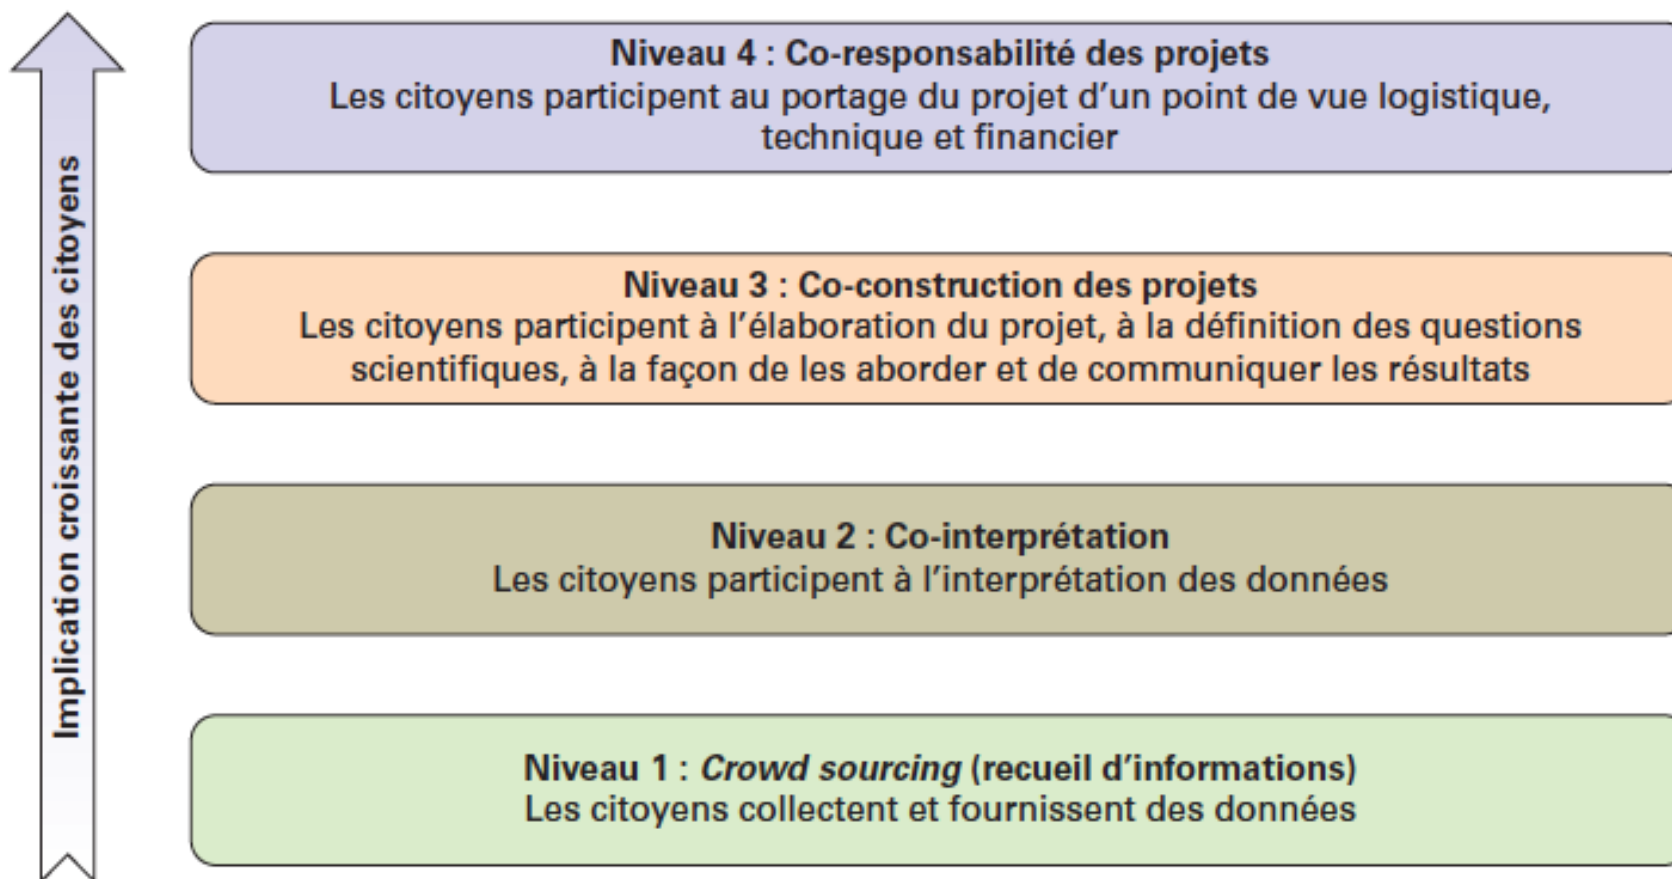 Implication croissante des citoyens
Niveau 4 : Co-responsabilité des projets
Les citoyens participent au portage du projet d’un point de vue logistique,
technique et financier
Niveau 3 : Co-construction des projets
Les citoyens participent à l’élaboration du projet, à la définition des questions
scientifiques, à la façon de les aborder et de communiquer les résultats
Niveau 2 : Co-interprétation
Les citoyens participent à l’interprétation des données
Niveau 1 : Crowd sourcing (recueil d’informations)
Les citoyens collectent et fournissent des données